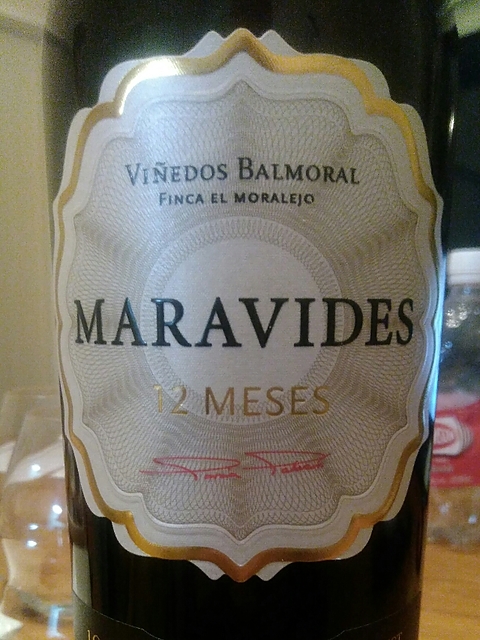 VIÑEDOS BALMORAL
FINCA EL MORALEJO
MARAVIDES
12 MESES